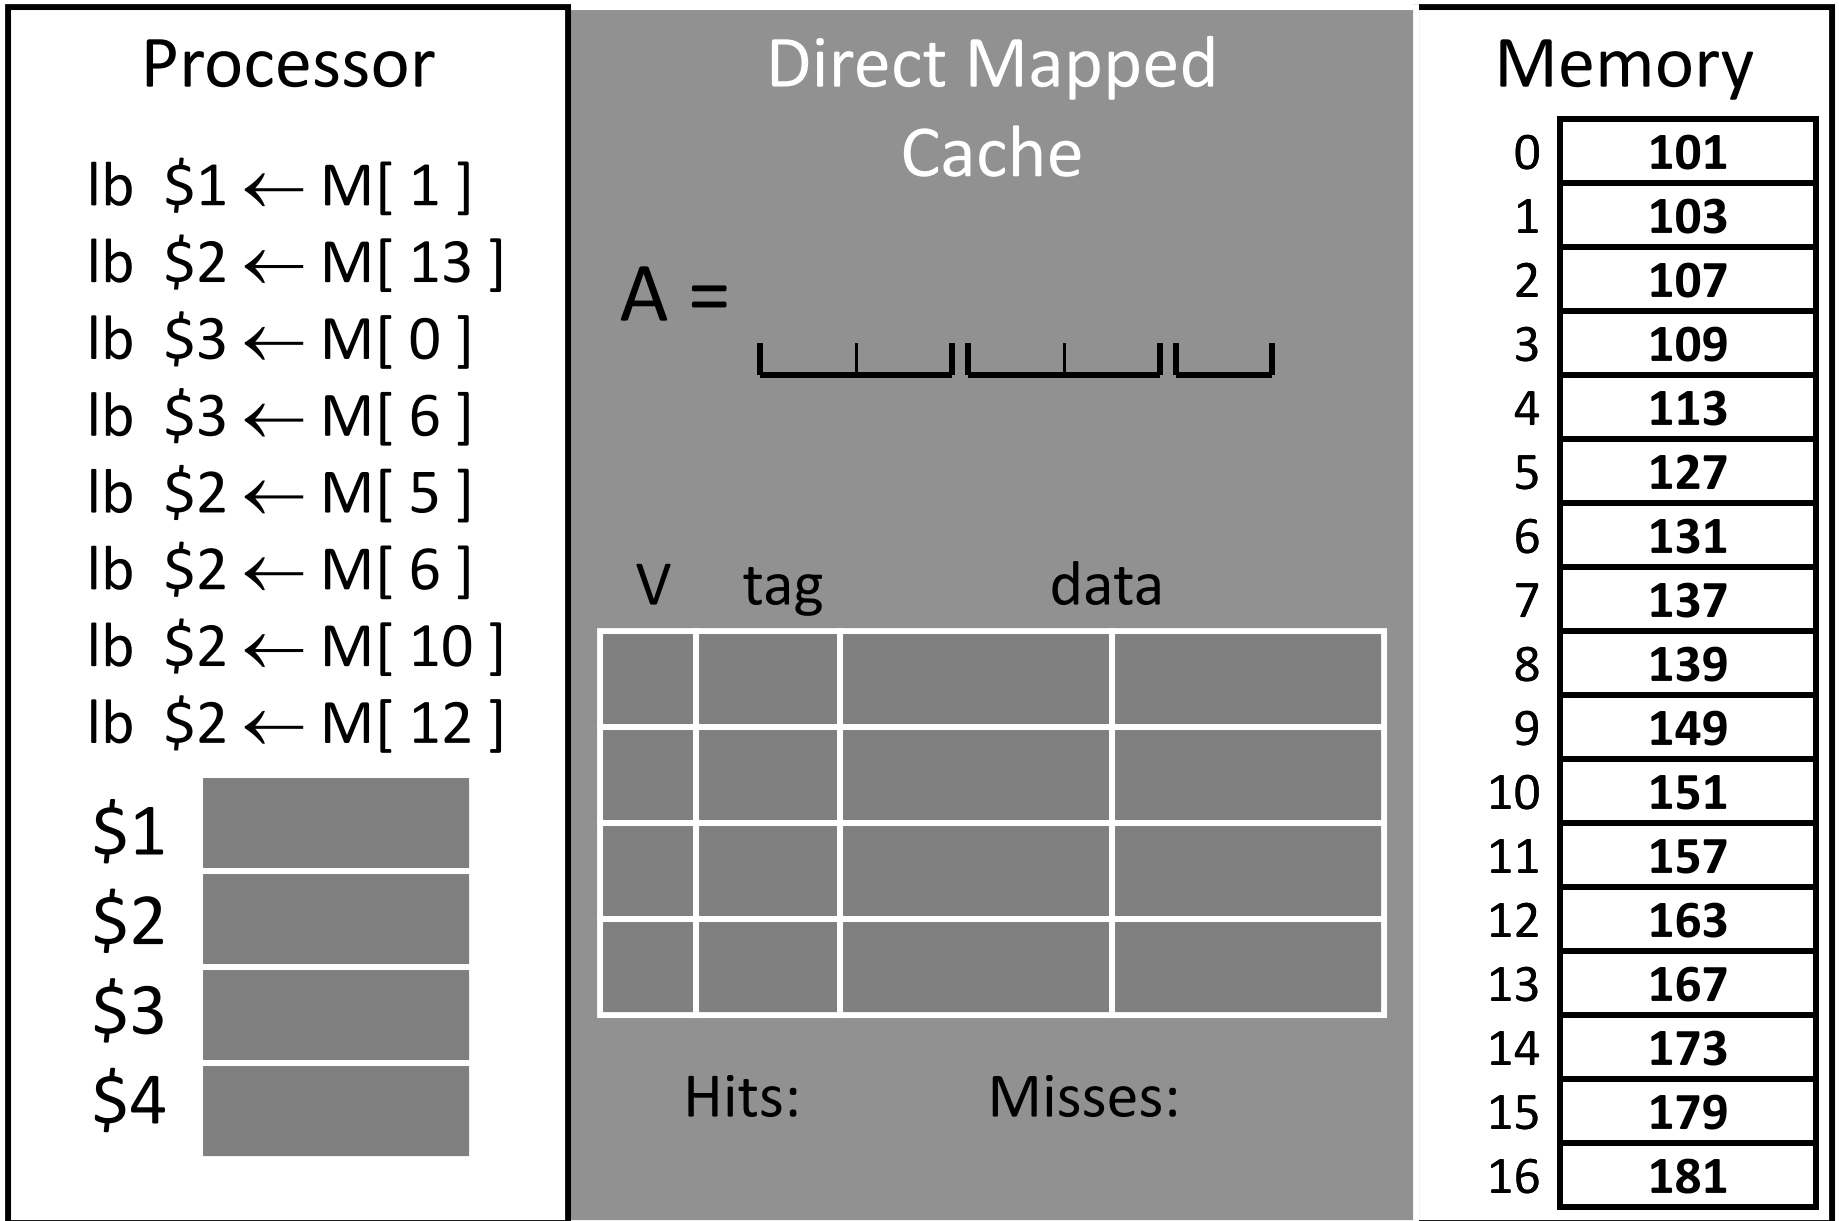 Processor
lb $1 ← M[ 1 ]
lb $2 ← M[ 13 ]
lb $3 ← M[ 0 ]
lb $3 ← M[ 6 ]
lb $2 ← M[ 5 ]
lb $2 ← M[ 6 ]
lb $2 ← M[ 10 ]
lb $2 ← M[ 12 ]
$1
$2
$3
$4
Direct Mapped
Cache
A =
V tag data
Hits: Misses:
Memory
0 101
1 103
2 107
3 109
4 113
5 127
6 131
7 137
8 139
9 149
10 151
11 157
12 163
13 167
14 173
15 179
16 181